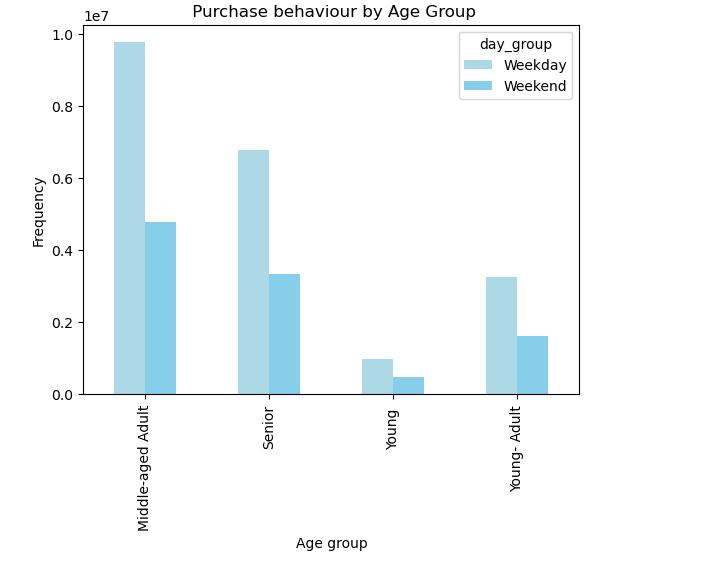 Purchase behaviour by Age Group
1e7
1.0
0.8
0.6
0.4
0.2
0.0
Frequency
day_group
Weekday
Weekend
Middle-aged Adult
Senior
Young
Young- Adult
Age group